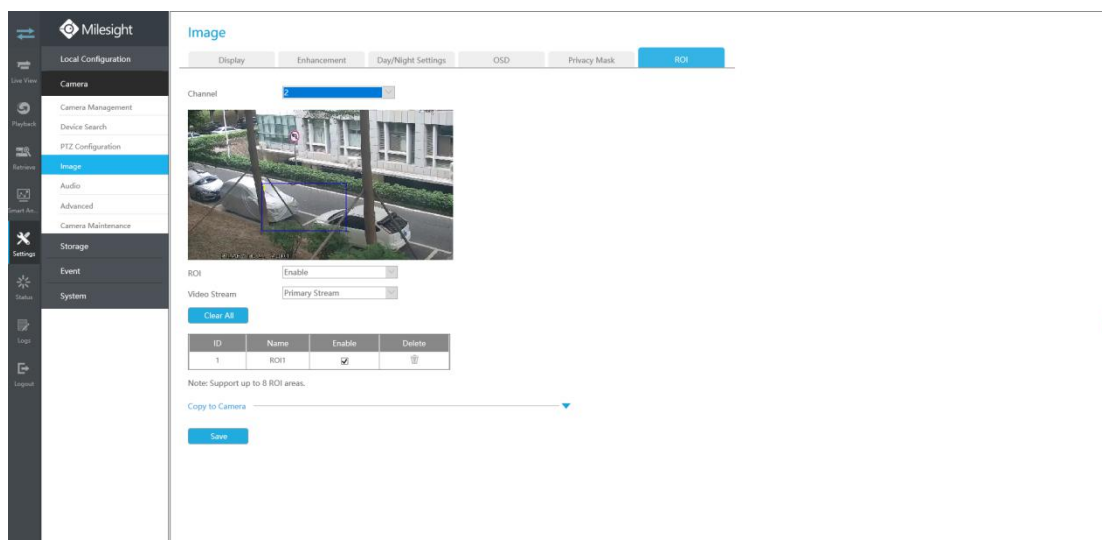 Milesight
Live View
Playback
Retrieve
Smart An...
Settings
Status
Logs
Logout
Local Configuration
Camera
Camera Management
Device Search
PTZ Configuration
Image
Audio
Advanced
Camera Maintenance
Storage
Event
System
Image
Display Enhancement Day/Night Settings OSD Privacy Mask ROI
Channel 2
ROI Enable
Video Stream Primary Stream
Clear All
ID Name Enable Delete
1 ROI1
Note: Support up to 8 ROI areas.
Copy to Camera
Save